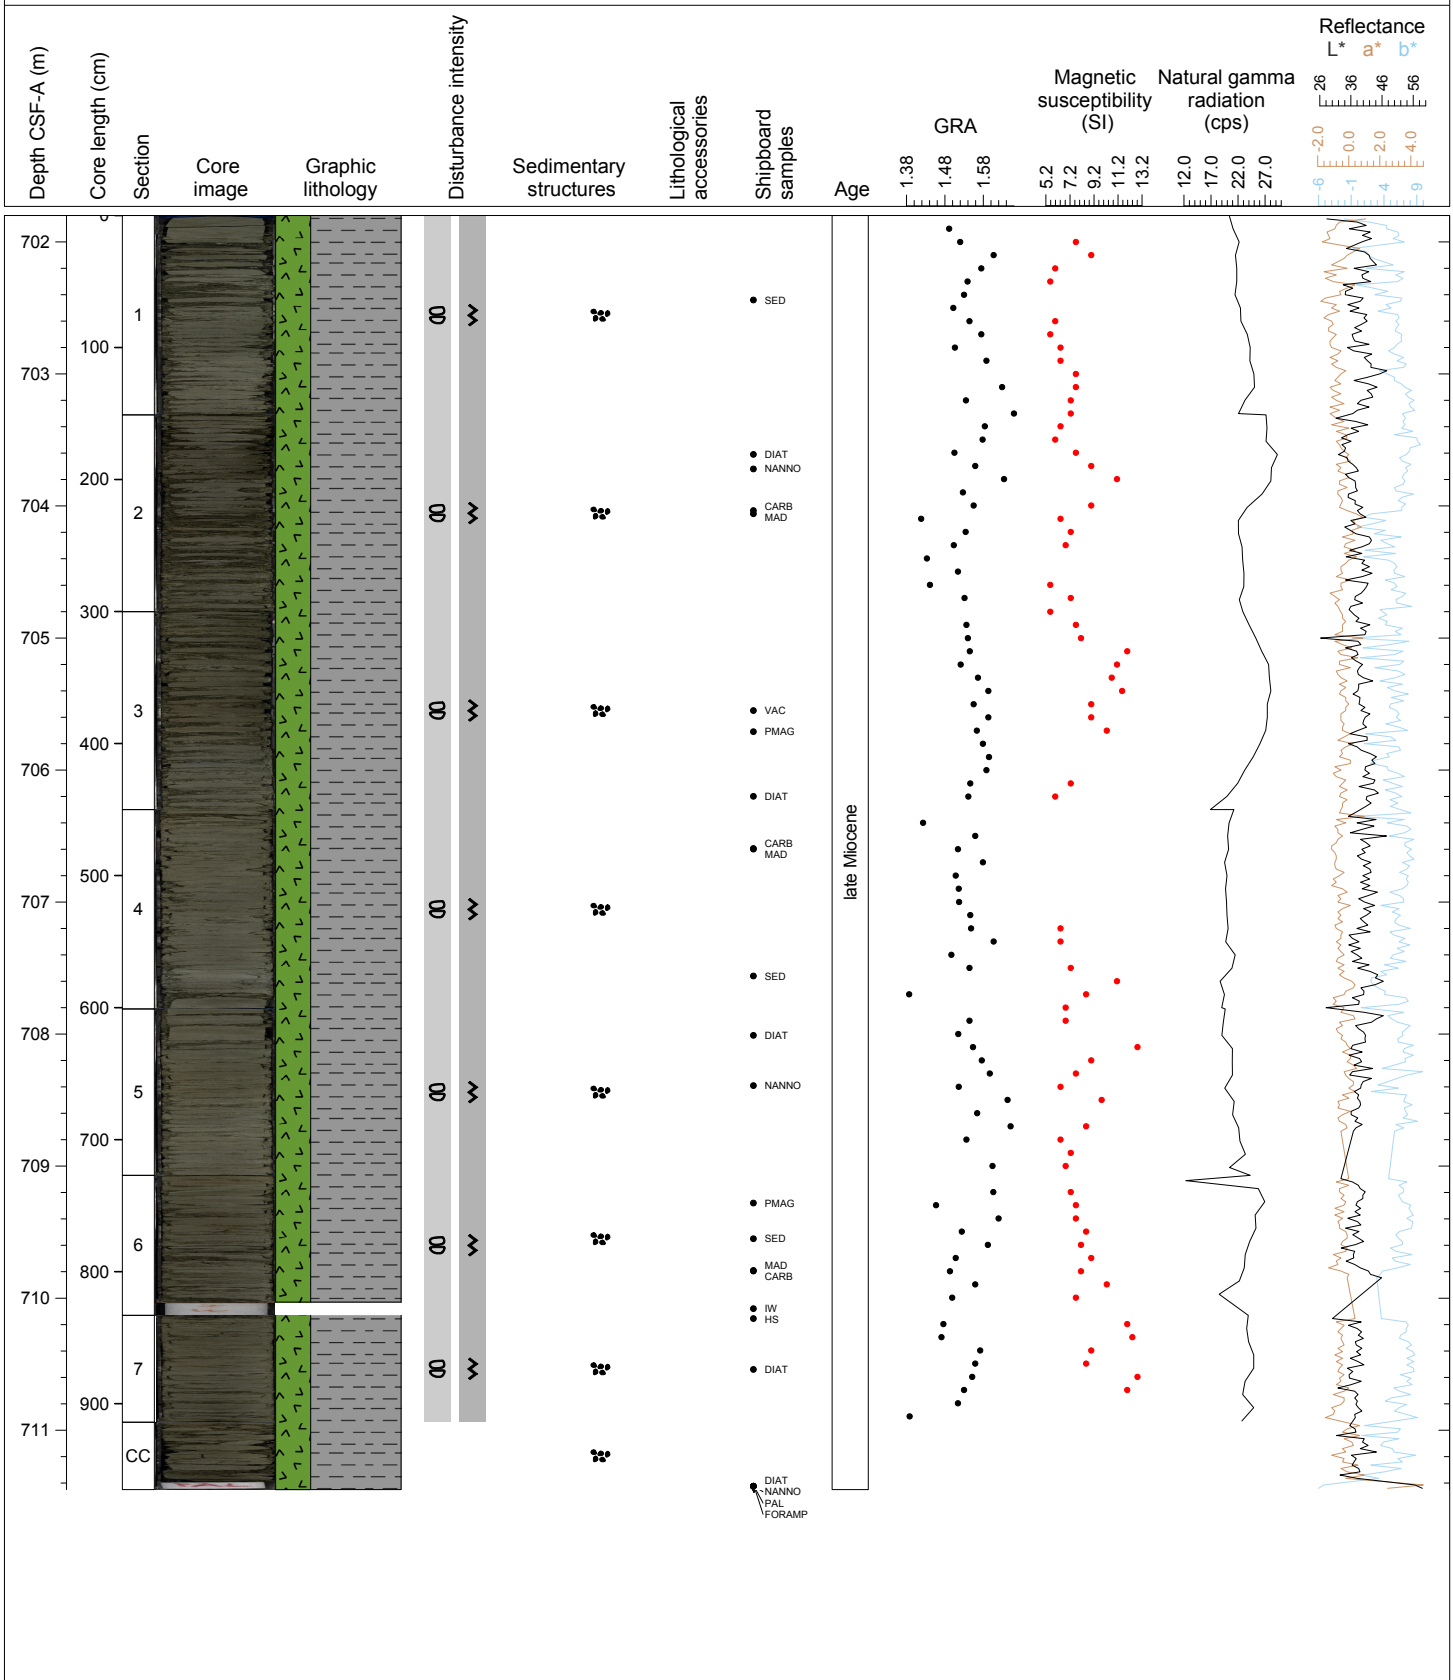 Depth CSF-A (m)
Core length (cm)
Section
Core image
Graphic lithology
Disturbance intensity
Sedimentary structures
Lithological accessories
Shipboard samples
Age
GRA
1.38 1.48 1.58
Magnetic susceptibility (SI)
5.2 7.2 9.2 11.2 13.2
Natural gamma radiation (cps)
12.0 17.0 22.0 27.0
Reflectance
L* a* b*
26 36 46 56
-2.0 0.0 2.0 4.0
-6 -1 4 9
0
702
SED
1
100
703
DIAT
NANNO
200
704
CARB
MAD
2
300
705
3
VAC
PMAG
400
706
DIAT
CARB
MAD
late Miocene
500
707
4
SED
600
708
DIAT
5
NANNO
700
709
PMAG
6
SED
MAD
CARB
800
710
IW
HS
7
DIAT
900
711
CC
DIAT
NANNO
PAL
FORAMP